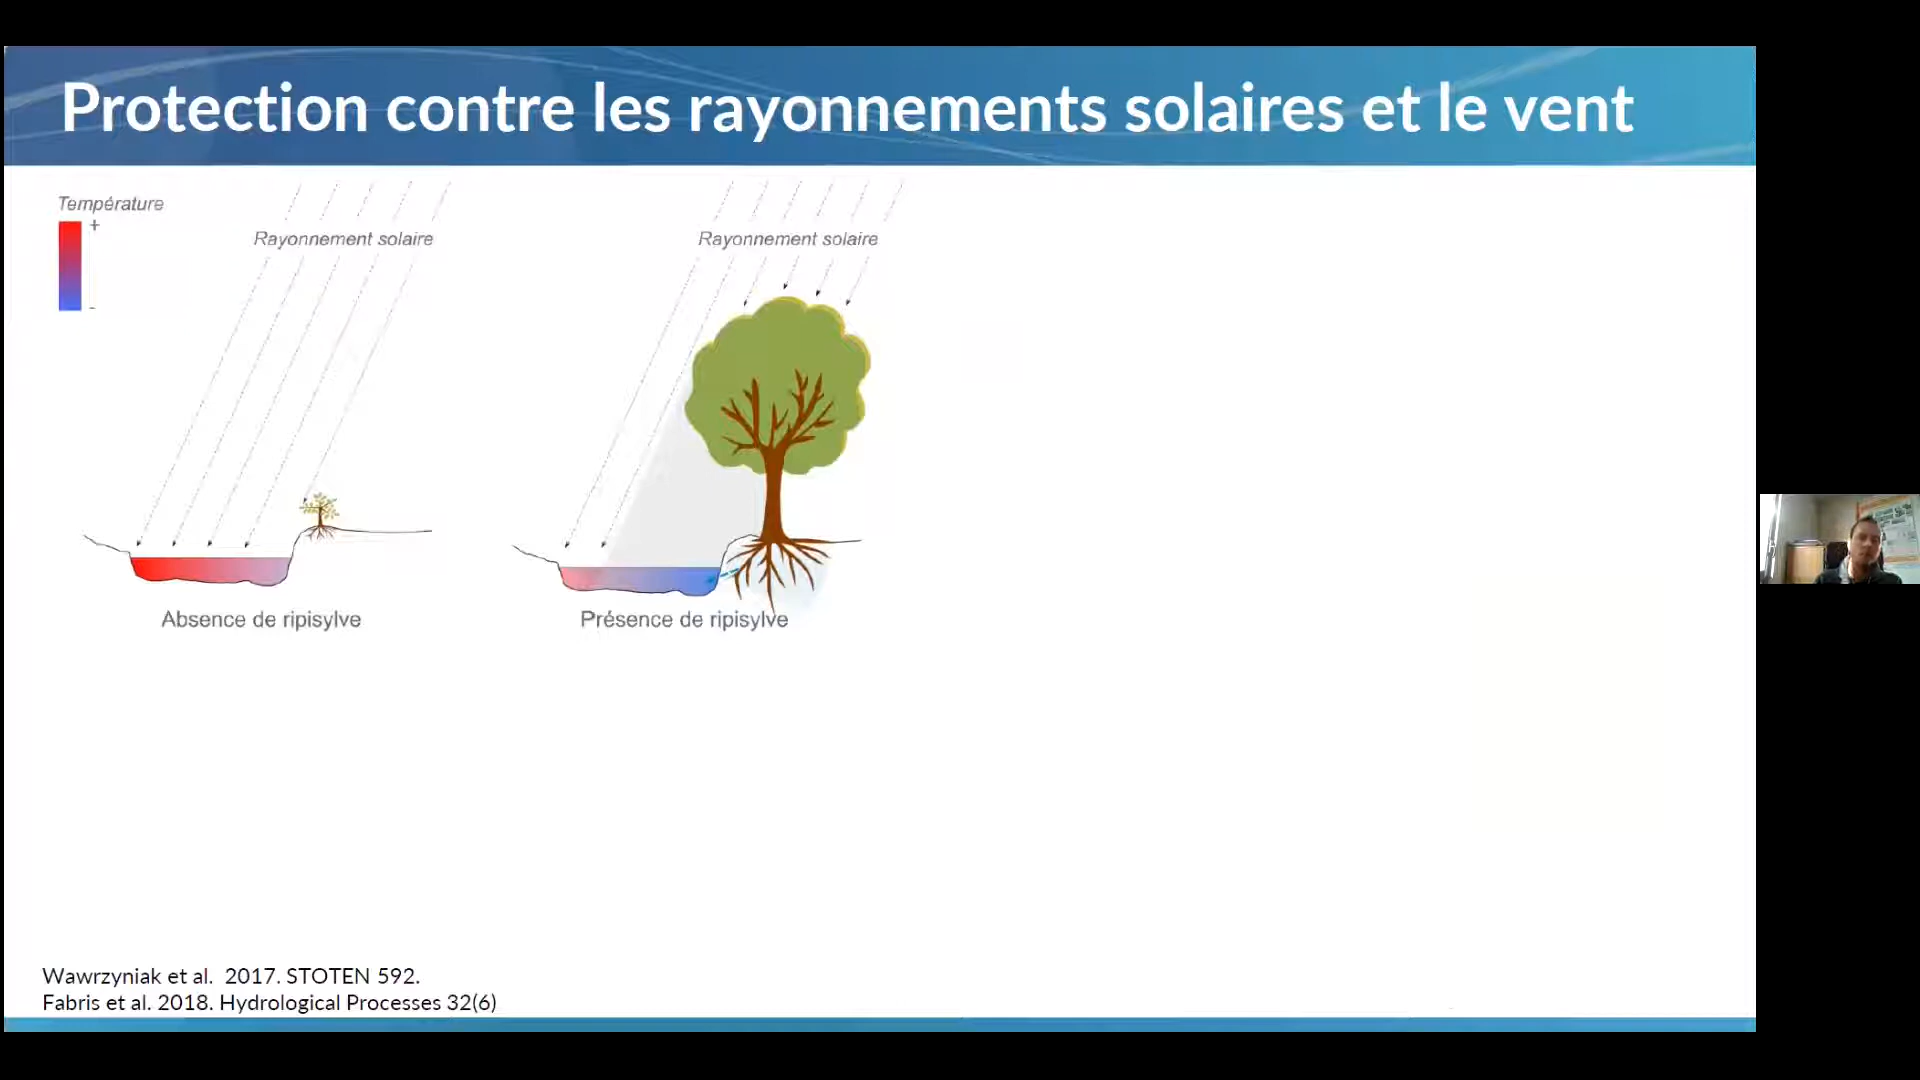 Protection contre les rayonnements solaires et le vent
Température
+
-
Rayonnement solaire
Rayonnement solaire
Absence de ripisylve
Présence de ripisylve
Wawrzyniak et al. 2017. STOTEN 592.
Fabris et al. 2018. Hydrological Processes 32(6)